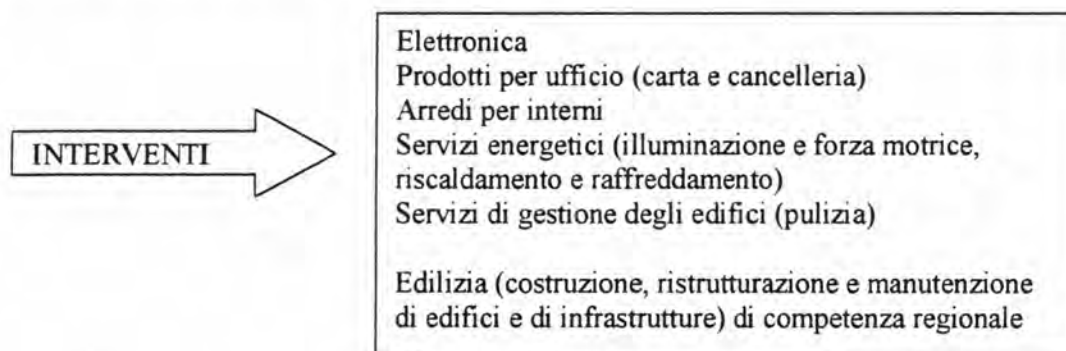 INTERVENTI
Elettronica
Prodotti per ufficio (carta e cancelleria)
Arredi per interni
Servizi energetici (illuminazione e forza motrice,
riscaldamento e raffreddamento)
Servizi di gestione degli edifici (pulizia)
Edilizia (costruzione, ristrutturazione e manutenzione
di edifici e di infrastrutture) di competenza regionale